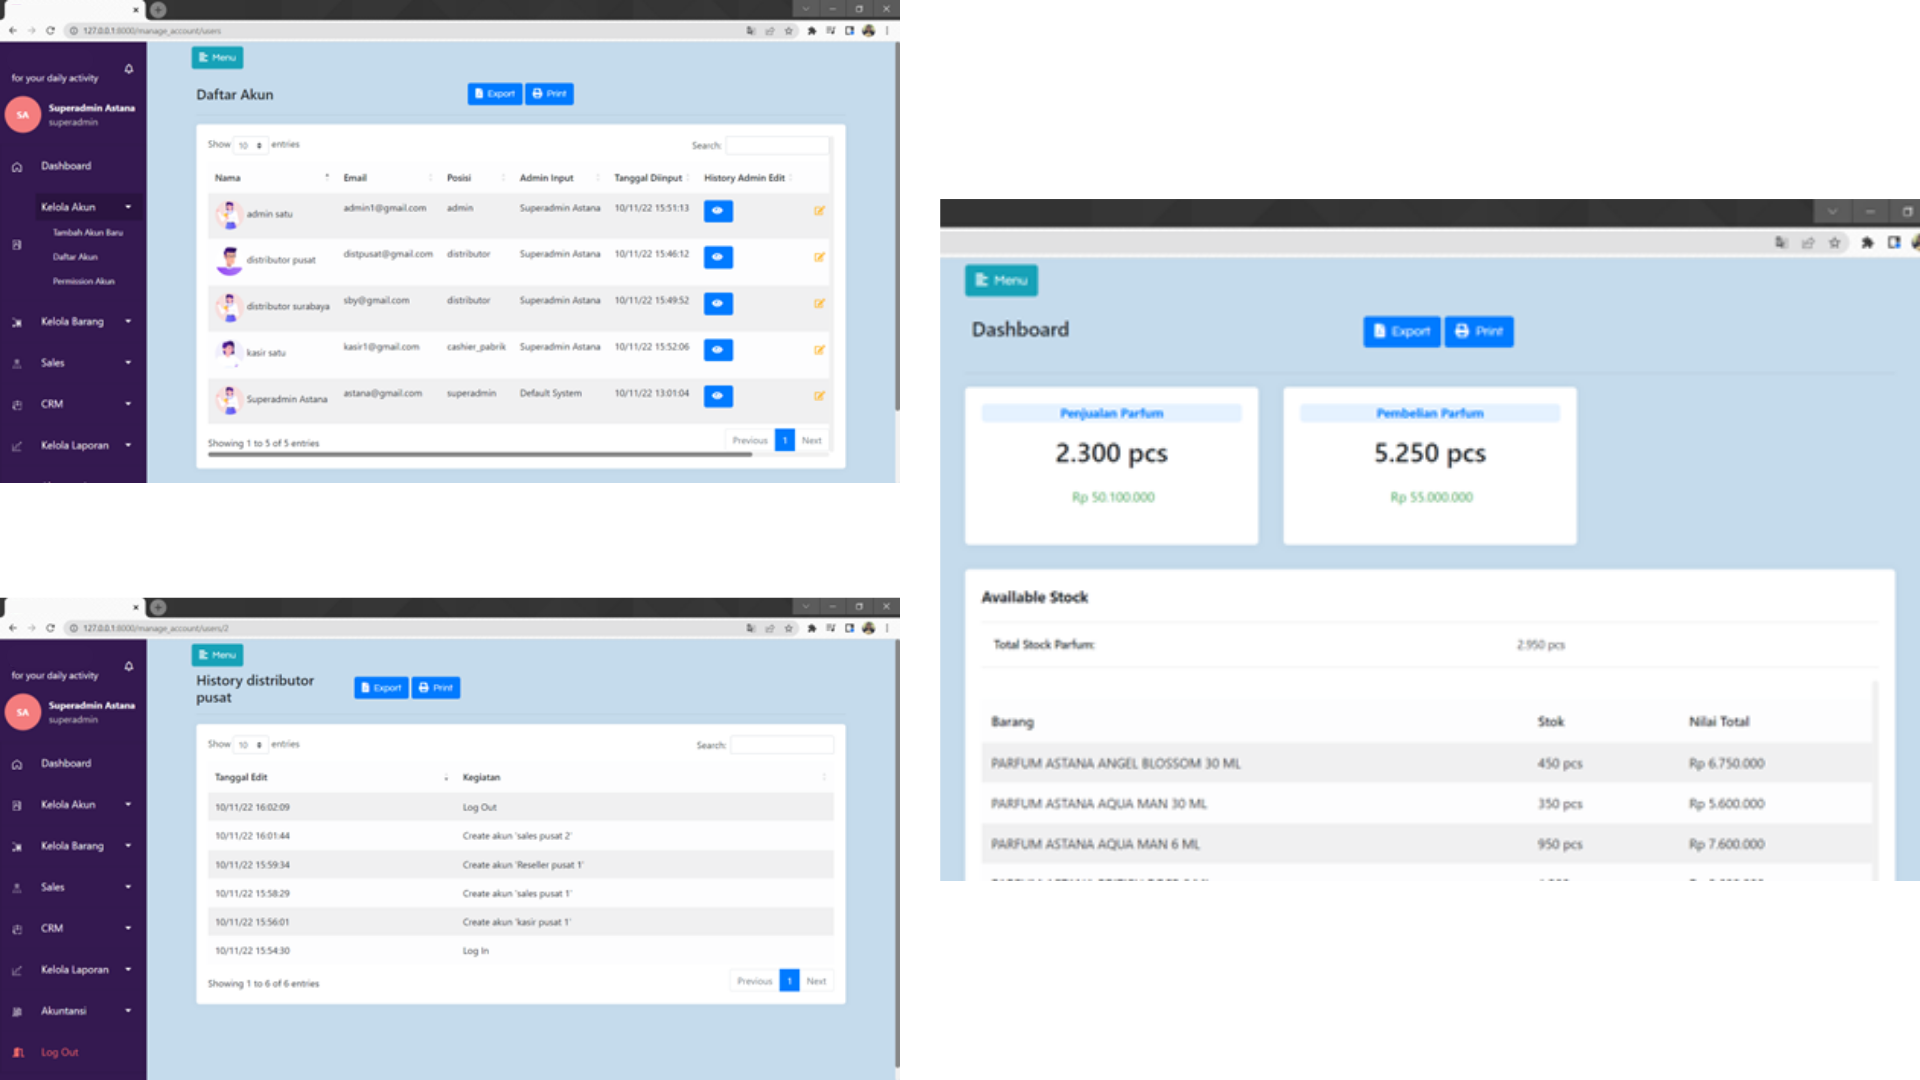 127.0.0.1:8000/manage_account/users
for your daily activity
SA
Superadmin Astana
superadmin
Dashboard
Kelola Akun
Tambah Akun Baru
Daftar Akun
Permission Akun
Kelola Barang
Sales
CRM
Kelola Laporan
Menu
Daftar Akun
Export Print
Show 10 entries
Search:
Nama Email Posisi Admin Input Tanggal Diinput History Admin Edit
admin satu admin1@gmail.com admin Superadmin Astana 10/11/22 15:51:13
distributor pusat distpusat@gmail.com distributor Superadmin Astana 10/11/22 15:46:12
distributor surabaya sby@gmail.com distributor Superadmin Astana 10/11/22 15:49:52
kasir satu kasir1@gmail.com cashier_pabrik Superadmin Astana 10/11/22 15:52:06
Superadmin Astana astana@gmail.com superadmin Default System 10/11/22 13:01:04
Showing 1 to 5 of 5 entries
Previous 1 Next
127.0.0.1:8000/manage_account/users/2
for your daily activity
SA
Superadmin Astana
superadmin
Dashboard
Kelola Akun
Kelola Barang
Sales
CRM
Kelola Laporan
Akuntansi
Log Out
Menu
History distributor
pusat
Export Print
Show 10 entries
Search:
Tanggal Edit Kegiatan
10/11/22 16:02:09 Log Out
10/11/22 16:01:44 Create akun 'sales pusat 2'
10/11/22 15:59:34 Create akun 'Reseller pusat 1'
10/11/22 15:58:29 Create akun 'sales pusat 1'
10/11/22 15:56:01 Create akun 'kasir pusat 1'
10/11/22 15:54:30 Log In
Showing 1 to 6 of 6 entries
Previous 1 Next
Menu
Dashboard
Export Print
Penjualan Parfum
2.300 pcs
Rp 50.100.000
Pembelian Parfum
5.250 pcs
Rp 55.000.000
Available Stock
Total Stock Parfum: 2.950 pcs
Barang Stok Nilai Total
PARFUM ASTANA ANGEL BLOSSOM 30 ML 450 pcs Rp 6.750.000
PARFUM ASTANA AQUA MAN 30 ML 350 pcs Rp 5.600.000
PARFUM ASTANA AQUA MAN 6 ML 950 pcs Rp 7.600.000